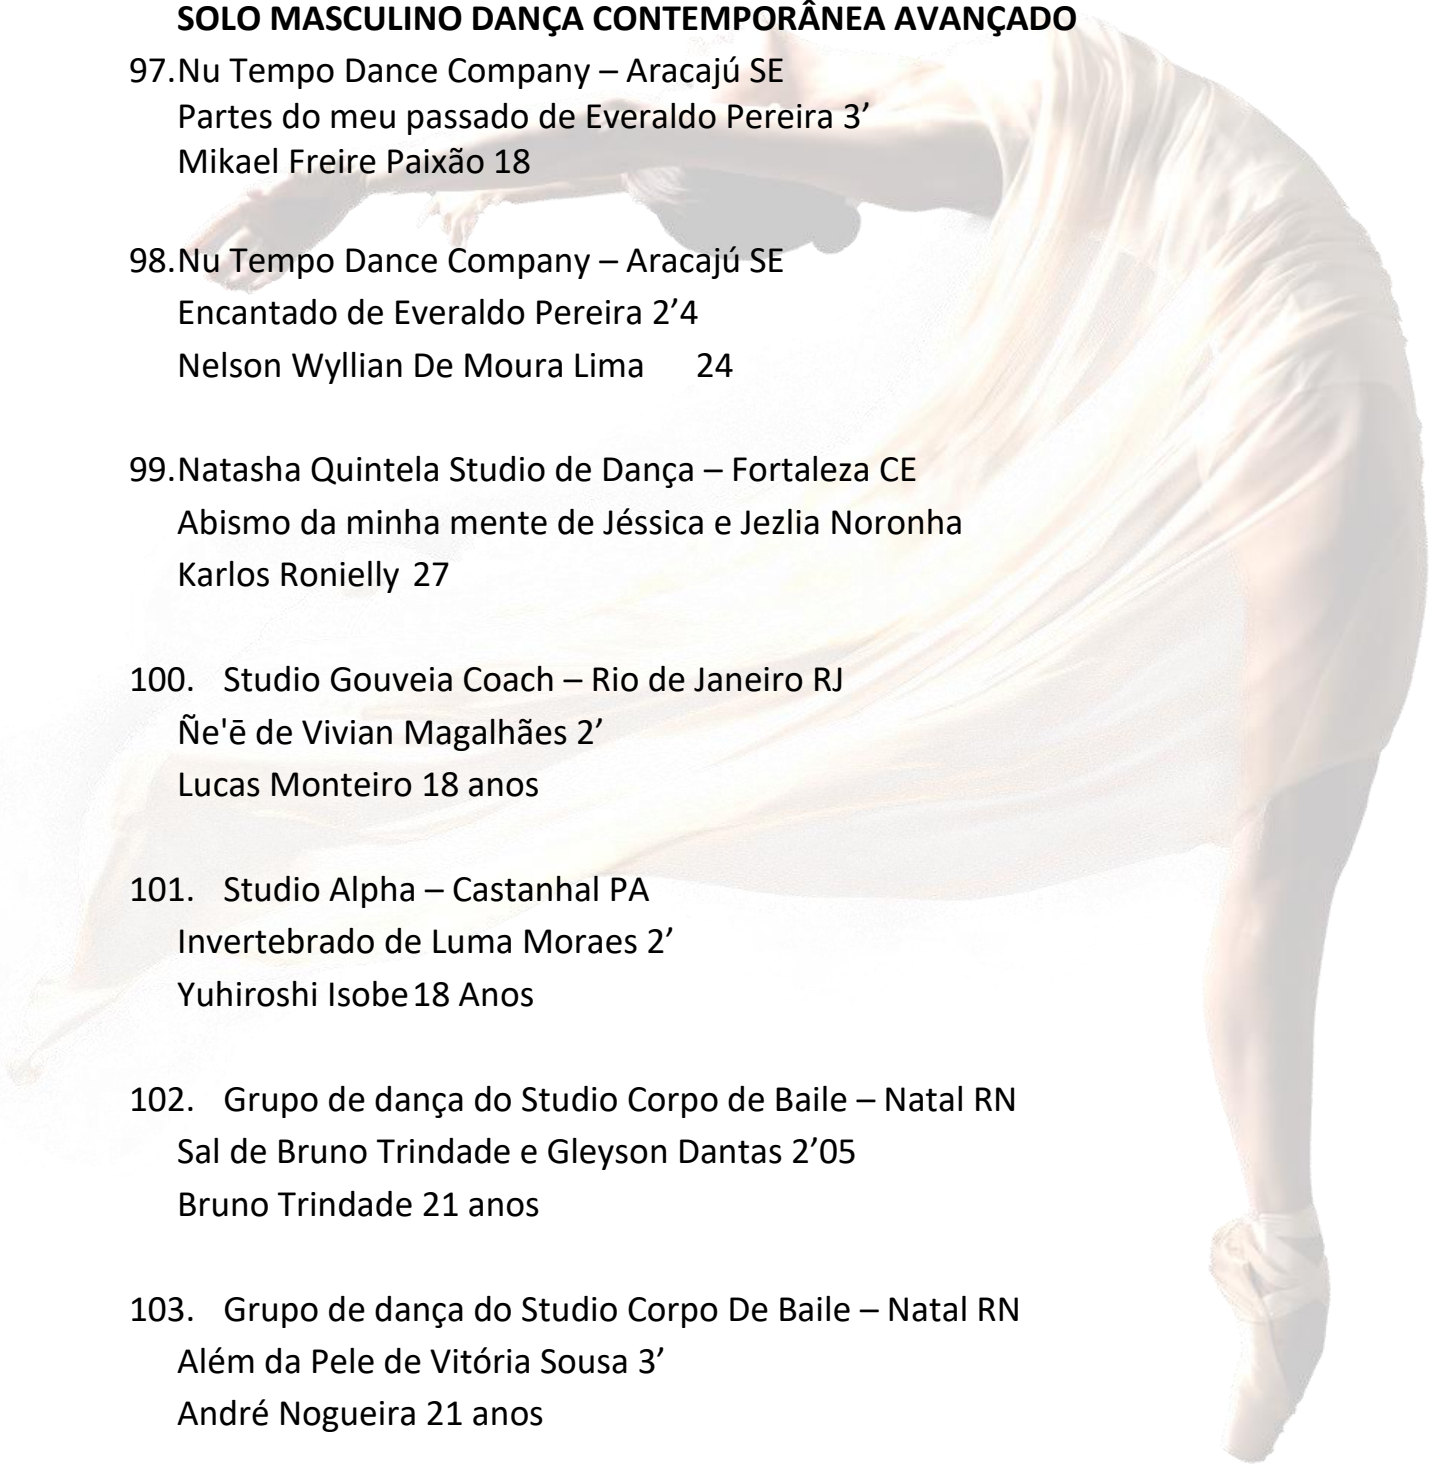 SOLO MASCULINO DANÇA CONTEMPORÂNEA AVANÇADO
97.Nu Tempo Dance Company – Aracajú SE
Partes do meu passado de Everaldo Pereira 3’
Mikael Freire Paixão 18
98.Nu Tempo Dance Company – Aracajú SE
Encantado de Everaldo Pereira 2’4
Nelson Wyllian De Moura Lima 24
99.Natasha Quintela Studio de Dança – Fortaleza CE
Abismo da minha mente de Jéssica e Jezlia Noronha
Karlos Ronielly 27
100. Studio Gouveia Coach – Rio de Janeiro RJ
Ñe'ē de Vivian Magalhães 2’
Lucas Monteiro 18 anos
101. Studio Alpha – Castanhal PA
Invertebrado de Luma Moraes 2’
Yuhiroshi Isobe 18 Anos
102. Grupo de dança do Studio Corpo de Baile – Natal RN
Sal de Bruno Trindade e Gleyson Dantas 2’05
Bruno Trindade 21 anos
103. Grupo de dança do Studio Corpo De Baile – Natal RN
Além da Pele de Vitória Sousa 3’
André Nogueira 21 anos